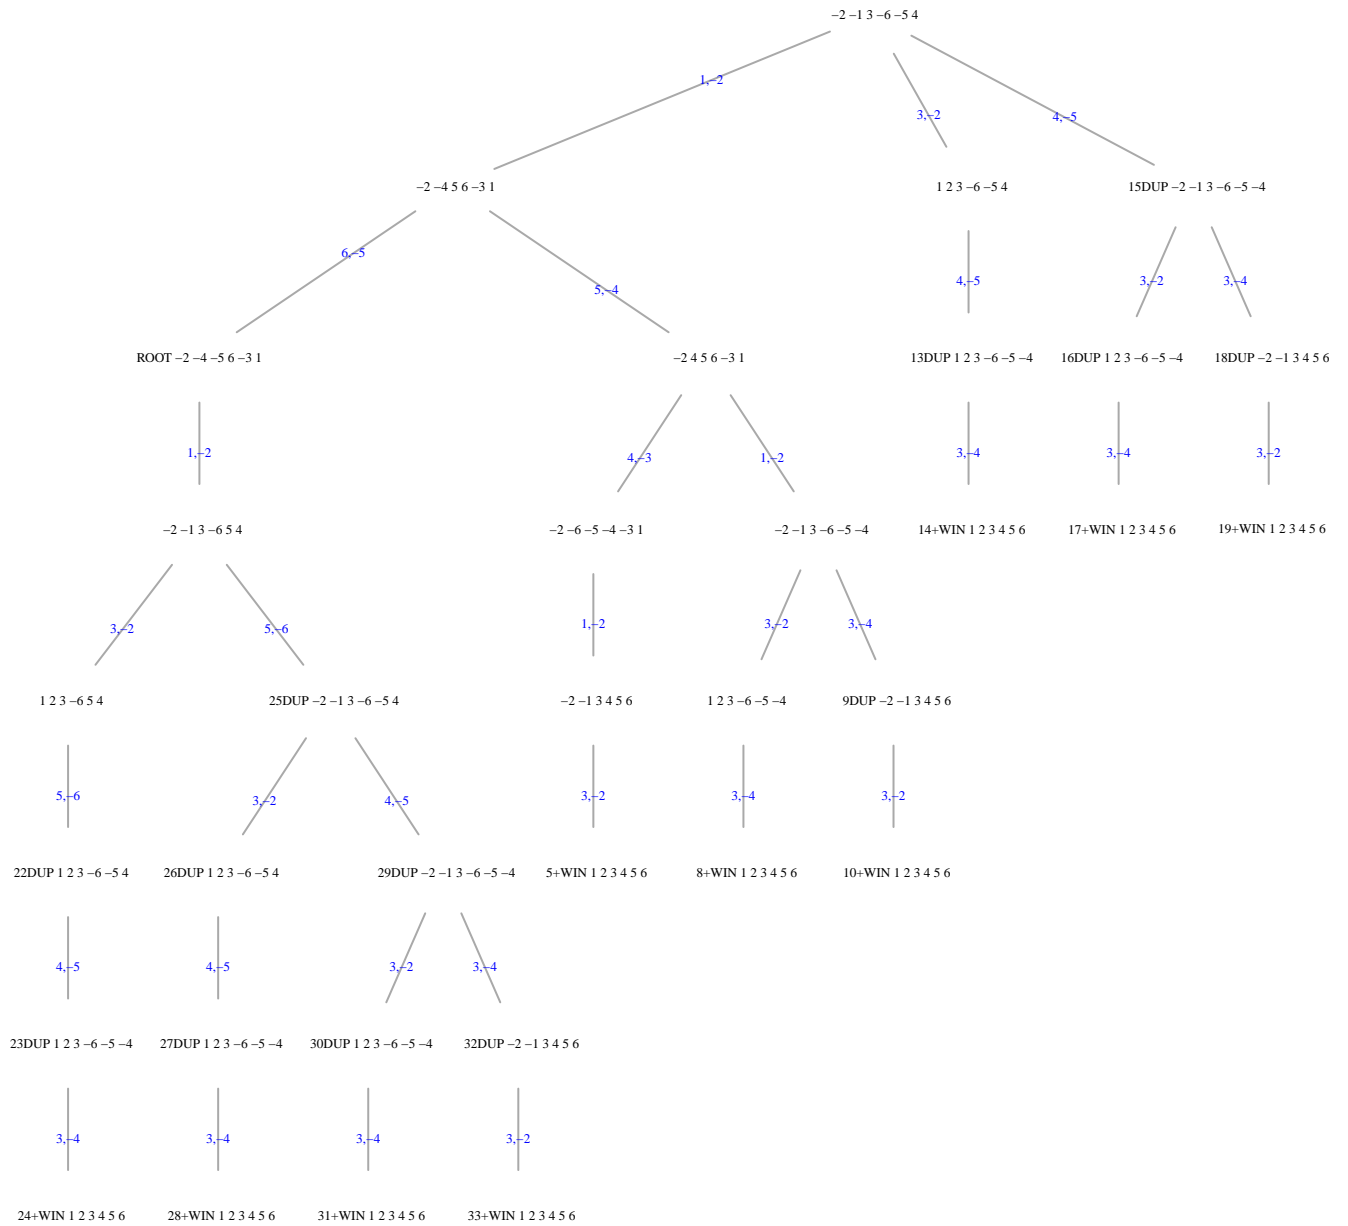 −2 −1 3 −6 −5 4
1,−2
3,−2
4,−5
−2 −4 5 6 −3 1
1 2 3 −6 −5 4
15DUP −2 −1 3 −6 −5 −4
6,−5
5,−4
4,−5
3,−2
3,−4
ROOT −2 −4 −5 6 −3 1
−2 4 5 6 −3 1
13DUP 1 2 3 −6 −5 −4
16DUP 1 2 3 −6 −5 −4
18DUP −2 −1 3 4 5 6
1,−2
4,−3
1,−2
3,−4
3,−4
3,−2
−2 −1 3 −6 5 4
−2 −6 −5 −4 −3 1
−2 −1 3 −6 −5 −4
14+WIN 1 2 3 4 5 6
17+WIN 1 2 3 4 5 6
19+WIN 1 2 3 4 5 6
3,−2
5,−6
1,−2
3,−2
3,−4
1 2 3 −6 5 4
25DUP −2 −1 3 −6 −5 4
−2 −1 3 4 5 6
1 2 3 −6 −5 −4
9DUP −2 −1 3 4 5 6
5,−6
3,−2
4,−5
3,−2
3,−4
3,−2
22DUP 1 2 3 −6 −5 4
26DUP 1 2 3 −6 −5 4
29DUP −2 −1 3 −6 −5 −4
5+WIN 1 2 3 4 5 6
8+WIN 1 2 3 4 5 6
10+WIN 1 2 3 4 5 6
4,−5
4,−5
3,−2
3,−4
23DUP 1 2 3 −6 −5 −4
27DUP 1 2 3 −6 −5 −4
30DUP 1 2 3 −6 −5 −4
32DUP −2 −1 3 4 5 6
3,−4
3,−4
3,−4
3,−2
24+WIN 1 2 3 4 5 6
28+WIN 1 2 3 4 5 6
31+WIN 1 2 3 4 5 6
33+WIN 1 2 3 4 5 6